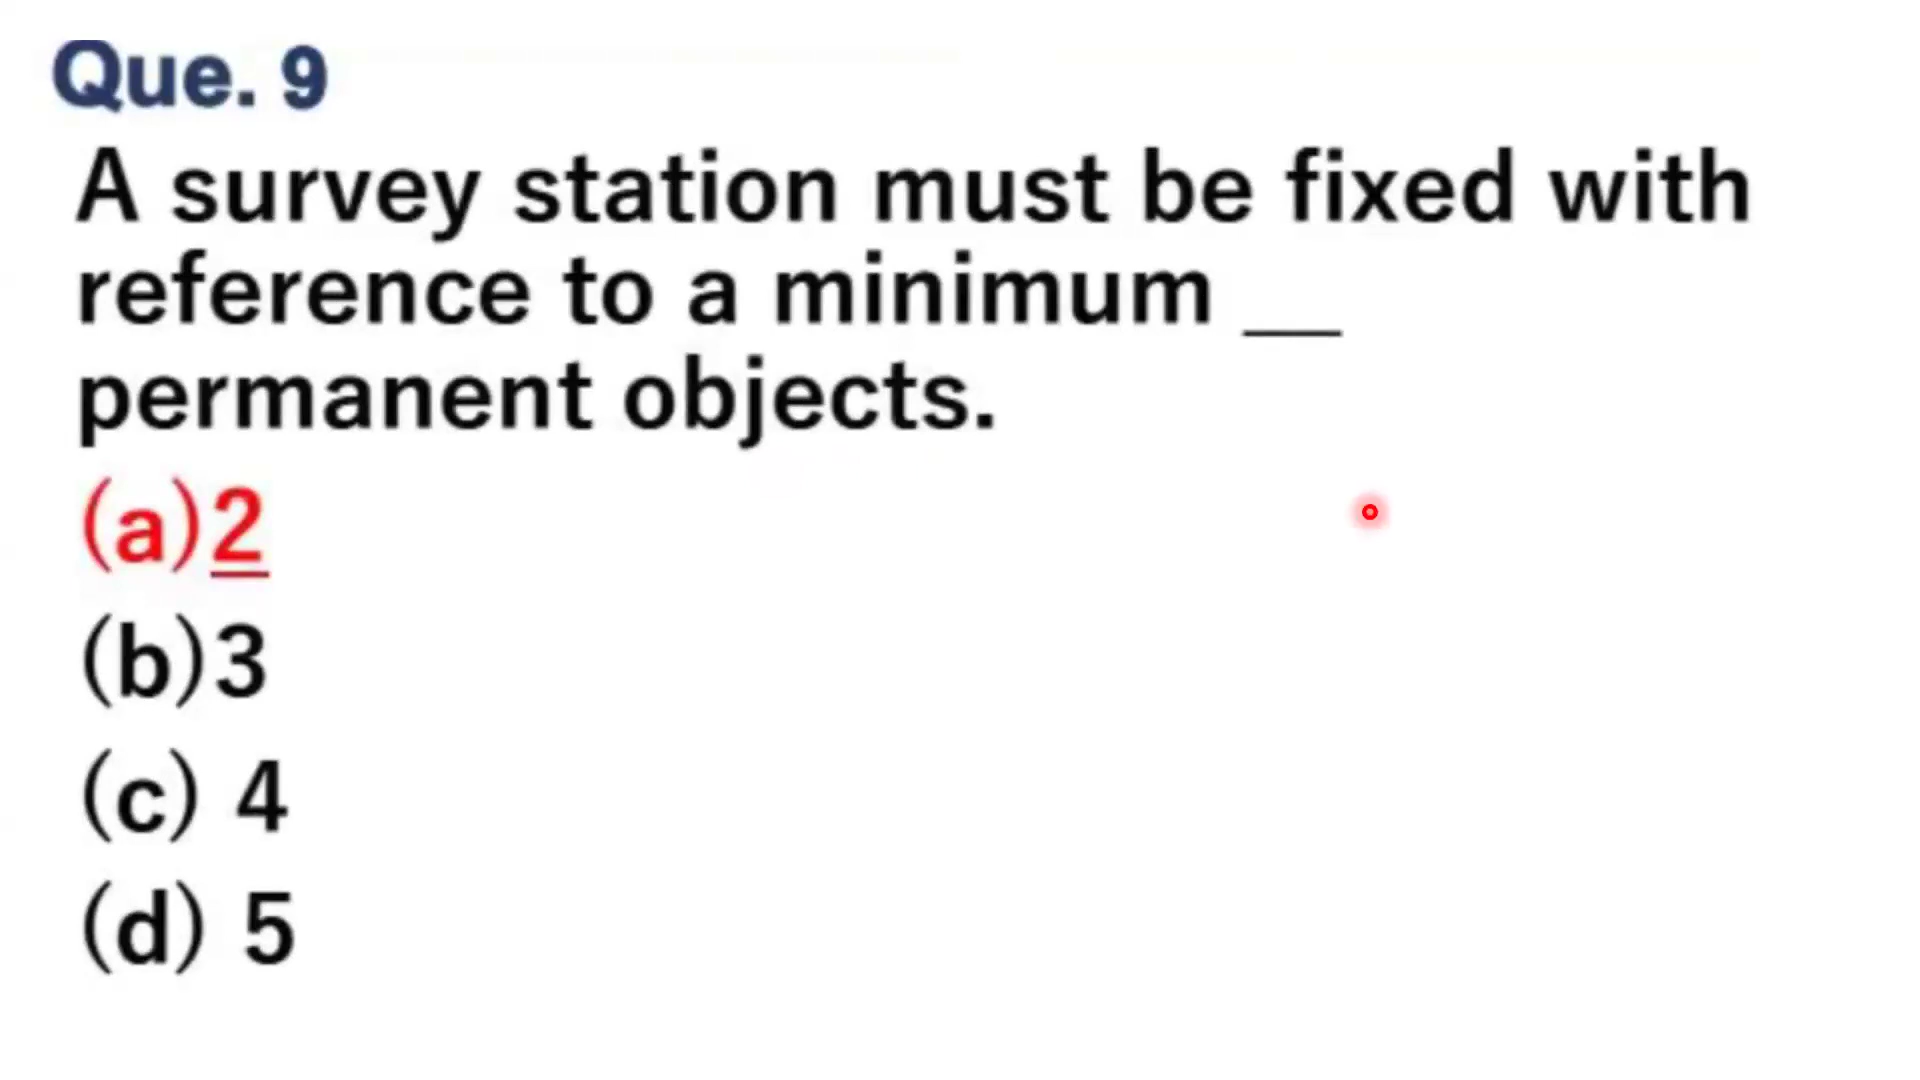 Que. 9
A survey station must be fixed with
reference to a minimum __
permanent objects.
(a)2
(b)3
(c) 4
(d) 5